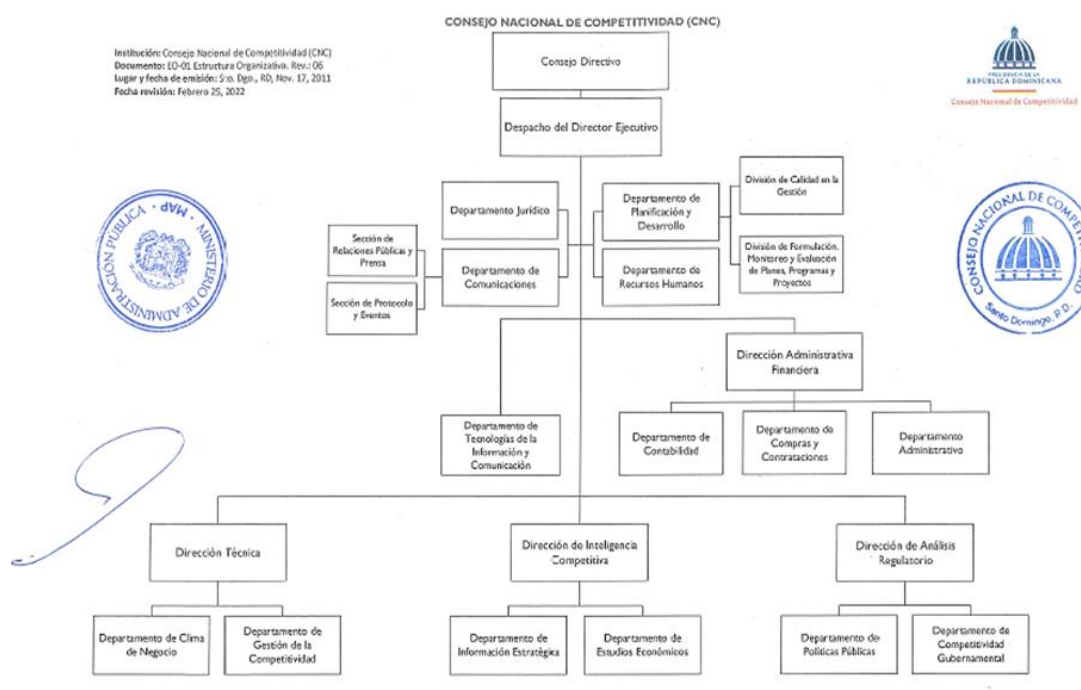 CONSEJO NACIONAL DE COMPETITIVIDAD (CNC)
Institución: Consejo Nacional de Competitividad (CNC)
Documento: EO-01 Estructura Organizativa. Rev.: 06
Lugar y fecha de emisión: Sto. Dgo., RD, Nov. 17, 2011
Fecha revisión: Febrero 25, 2022
PRESIDENCIA DE LA
REPÚBLICA DOMINICANA
Consejo Nacional de Competitividad
Consejo Directivo
Despacho del Director Ejecutivo
Departamento Jurídico
Departamento de
Planificación y
Desarrollo
División de Calidad en la
Gestión
Sección de
Relaciones Públicas y
Prensa
Departamento de
Comunicaciones
Departamento de
Recursos Humanos
División de Formulación,
Monitoreo y Evaluación
de Planes, Programas y
Proyectos
Sección de Protocolo
y Eventos
MINISTERIO DE ADMINISTRACION PÚBLICA
MAP
CONSEJO NACIONAL DE
Santo Domingo, R.D.
Dirección Administrativa
Financiera
Departamento de
Tecnologías de la
Información y
Comunicación
Departamento de
Contabilidad
Departamento de
Compras y
Contrataciones
Departamento
Administrativo
Dirección Técnica
Dirección de Inteligencia
Competitiva
Dirección de Análisis
Regulatorio
Departamento de Clima
de Negocio
Departamento de
Gestión de la
Competitividad
Departamento de
Información Estratégica
Departamento de
Estudios Económicos
Departamento de
Políticas Públicas
Departamento de
Competitividad
Gubernamental